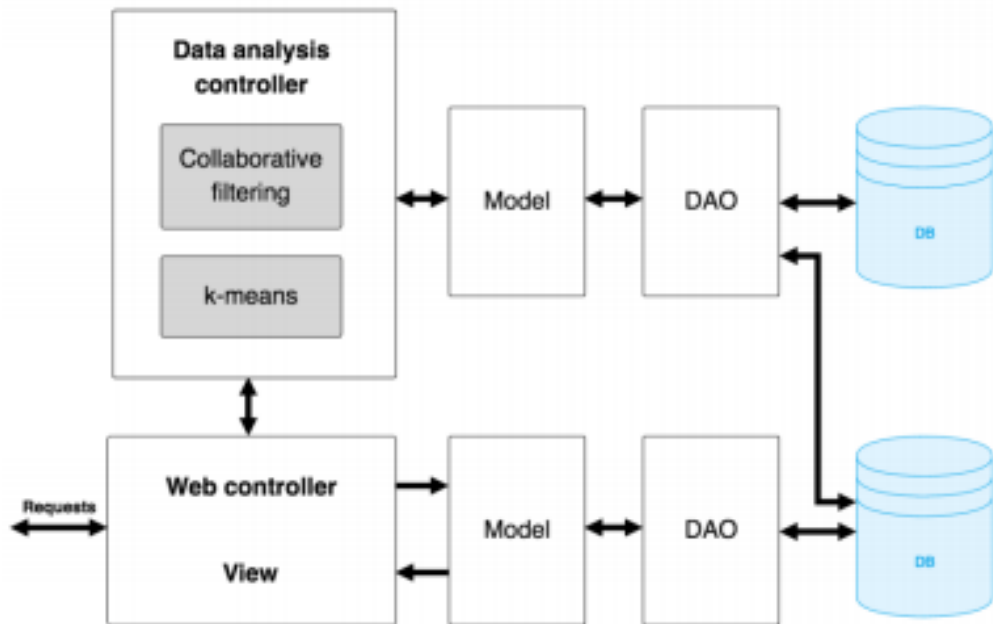 Data analysis
controller
Collaborative
filtering
k-means
Model
DAO
DB
Requests
Web controller
View
Model
DAO
DB